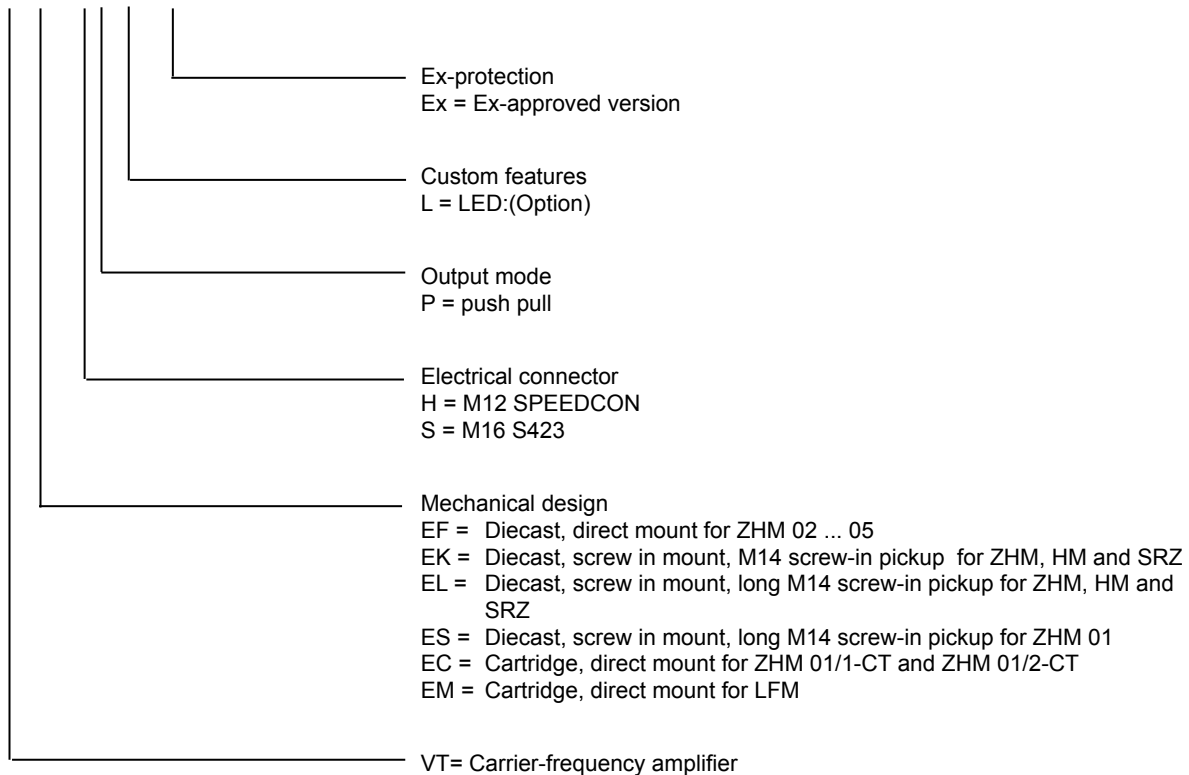 Ex-protection
Ex = Ex-approved version
Custom features
L = LED:(Option)
Output mode
P = push pull
Electrical connector
H = M12 SPEEDCON
S = M16 S423
Mechanical design
EF = Diecast, direct mount for ZHM 02 ... 05
EK = Diecast, screw in mount, M14 screw-in pickup for ZHM, HM and SRZ
EL = Diecast, screw in mount, long M14 screw-in pickup for ZHM, HM and
SRZ
ES = Diecast, screw in mount, long M14 screw-in pickup for ZHM 01
EC = Cartridge, direct mount for ZHM 01/1-CT and ZHM 01/2-CT
EM = Cartridge, direct mount for LFM
VT= Carrier-frequency amplifier